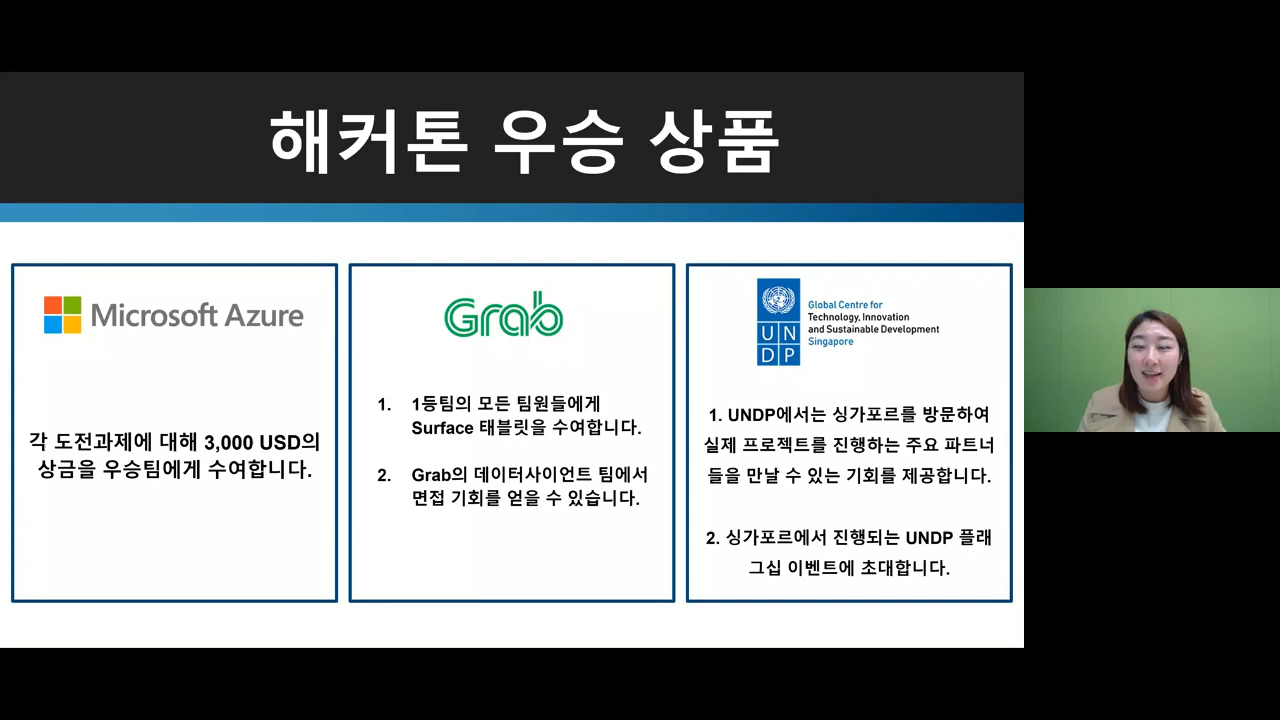 해커톤 우승 상품
Microsoft Azure
각 도전과제에 대해 3,000 USD의
상금을 우승팀에게 수여합니다.
Grab
1. 1등팀의 모든 팀원들에게
Surface 태블릿을 수여합니다.
2. Grab의 데이터사이언트 팀에서
면접 기회를 얻을 수 있습니다.
U N
D P
Global Centre for
Technology, Innovation
and Sustainable Development
Singapore
1. UNDP에서는 싱가포르를 방문하여
실제 프로젝트를 진행하는 주요 파트너
들을 만날 수 있는 기회를 제공합니다.
2. 싱가포르에서 진행되는 UNDP 플래
그십 이벤트에 초대합니다.